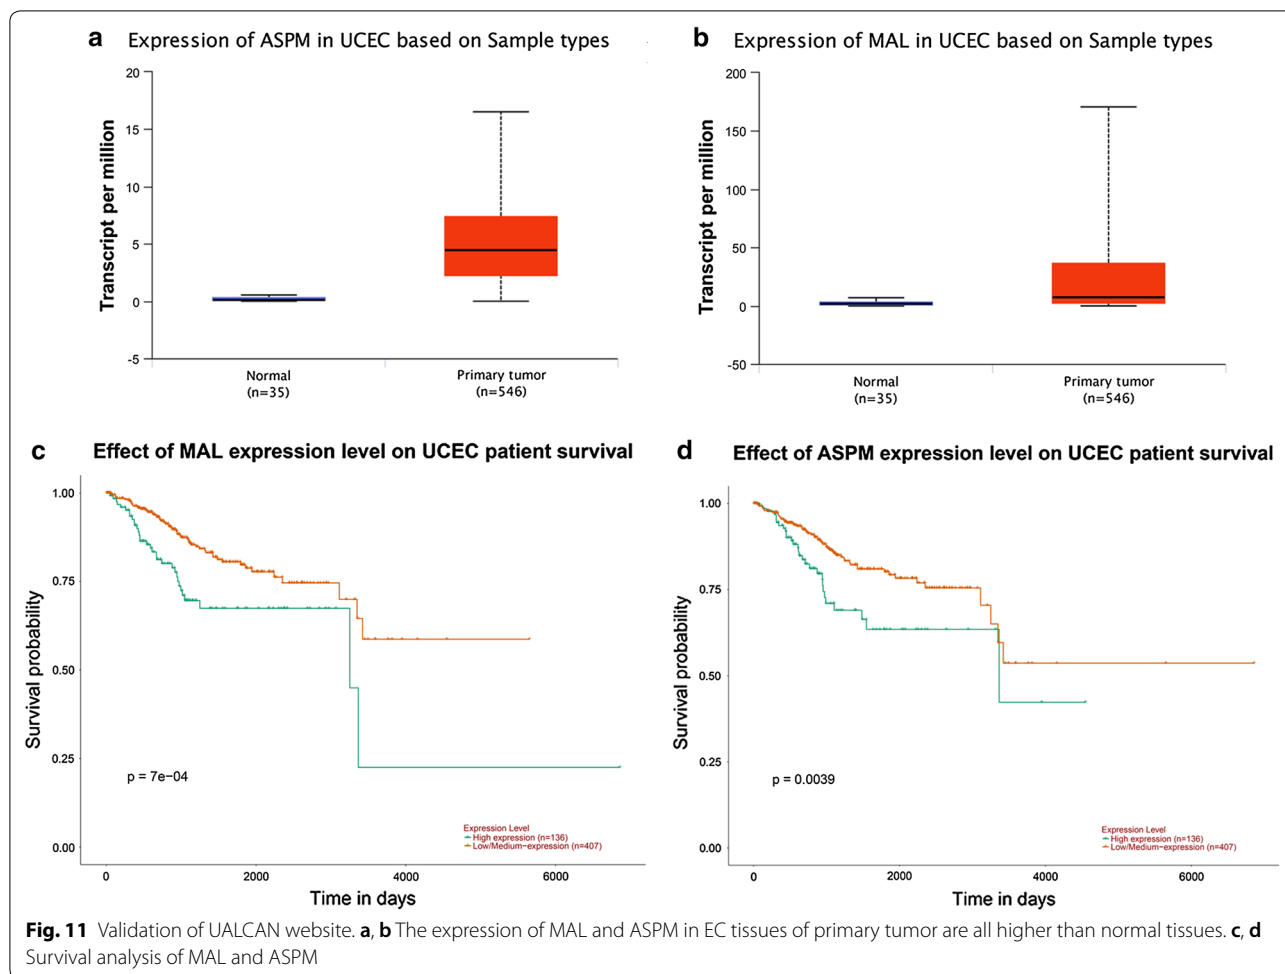 a Expression of ASPM in UCEC based on Sample types
Transcript per million
20
15
10
5
0
-5
Normal
(n=35)
Primary tumor
(n=546)
b Expression of MAL in UCEC based on Sample types
Transcript per million
200
150
100
50
0
-50
Normal
(n=35)
Primary tumor
(n=546)
c Effect of MAL expression level on UCEC patient survival
Survival probability
1.00
0.75
0.50
0.25
0.00
p = 7e−04
Expression Level
High expression (n=136)
Low/Medium-expression (n=407)
0 2000 4000 6000
Time in days
d Effect of ASPM expression level on UCEC patient survival
Survival probability
1.00
0.75
0.50
0.25
0.00
p = 0.0039
Expression Level
High expression (n=136)
Low/Medium-expression (n=407)
0 2000 4000 6000
Time in days
Fig. 11 Validation of UALCAN website. a, b The expression of MAL and ASPM in EC tissues of primary tumor are all higher than normal tissues. c, d
Survival analysis of MAL and ASPM